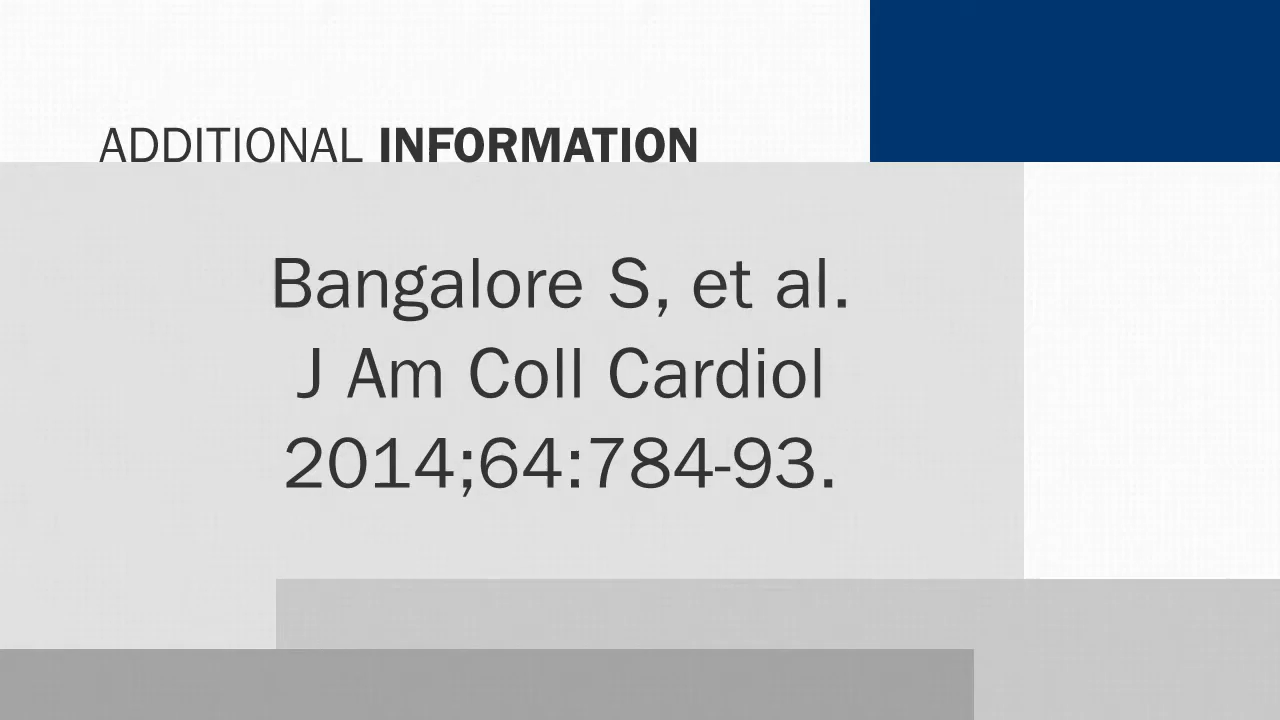 ADDITIONAL INFORMATION
Bangalore S, et al.
J Am Coll Cardiol
2014;64:784-93.